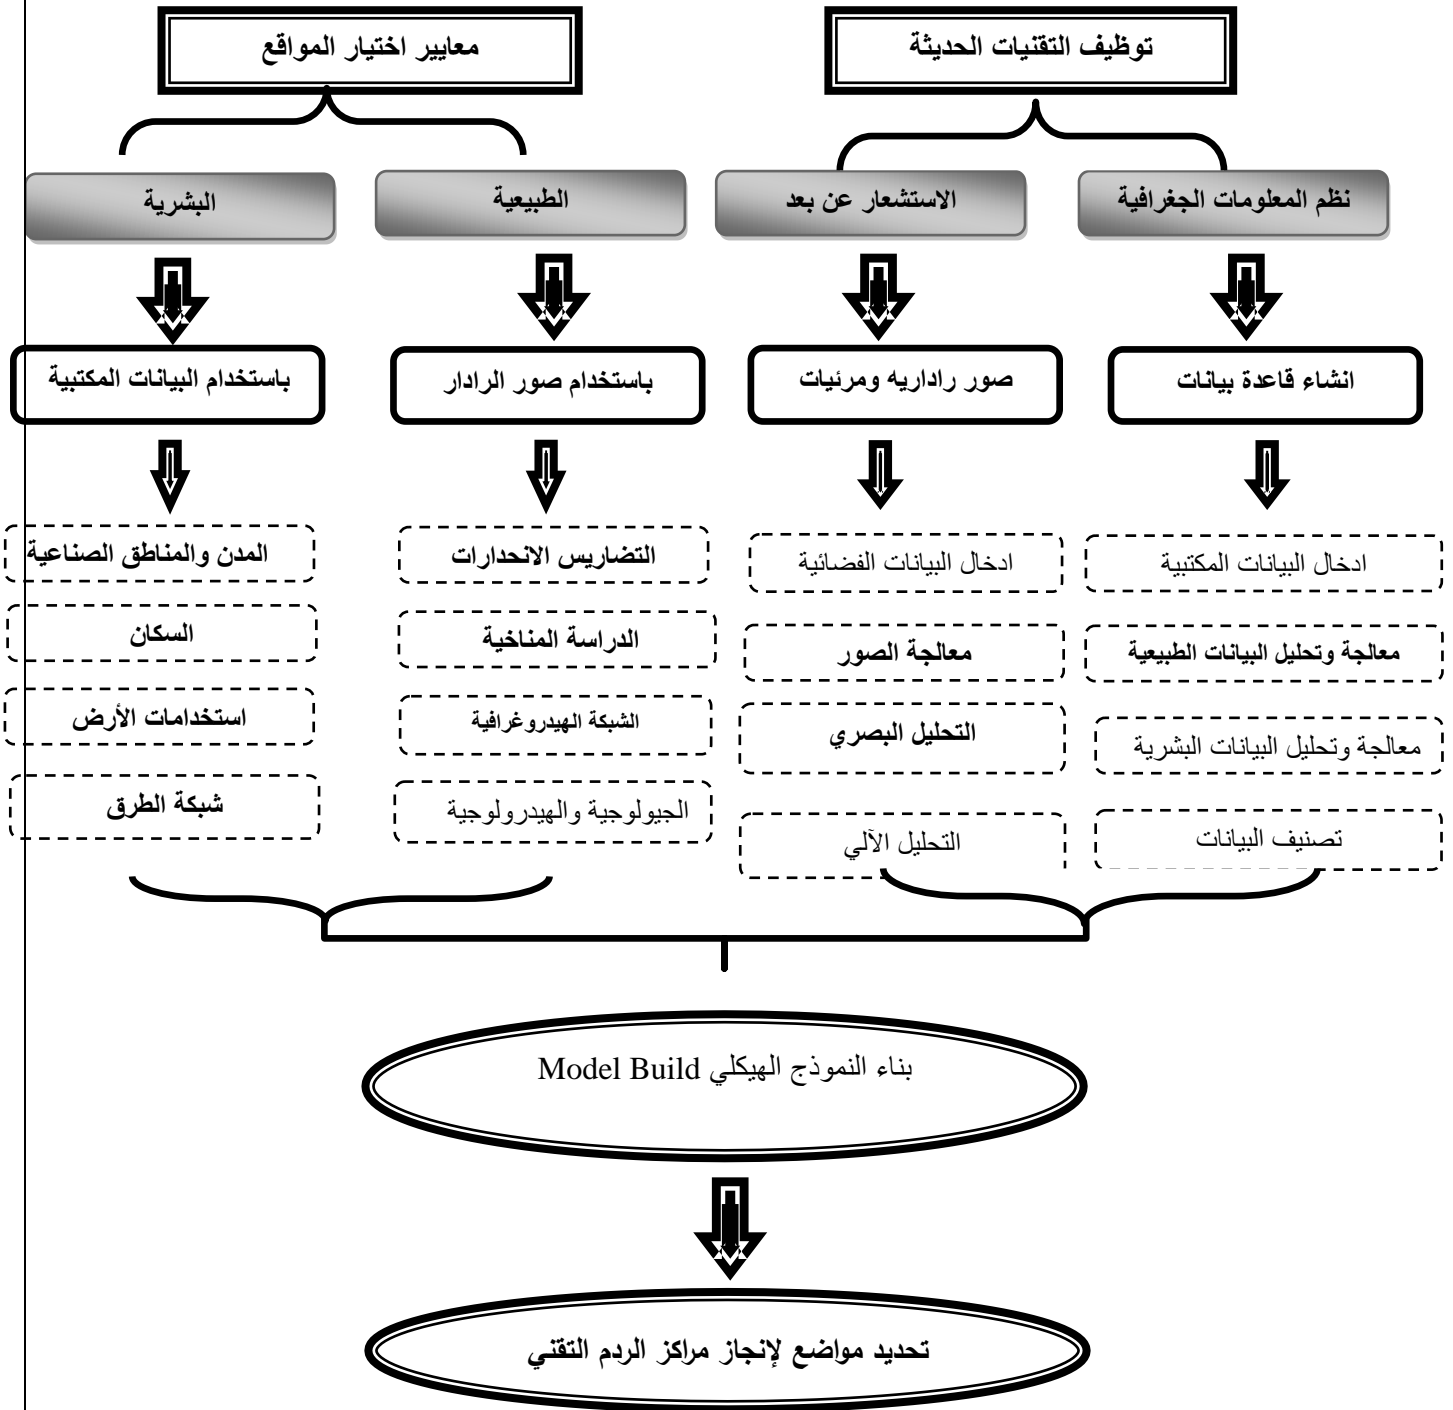 توظيف التقنيات الحديثة
معايير اختيار المواقع
نظم المعلومات الجغرافية
الاستشعار عن بعد
الطبيعية
البشرية
انشاء قاعدة بيانات
صور راداريه ومرئيات
باستخدام صور الرادار
باستخدام البيانات المكتبية
ادخال البيانات المكتبية
ادخال البيانات الفضائية
التضاريس الانحدارات
المدن والمناطق الصناعية
معالجة وتحليل البيانات الطبيعية
معالجة الصور
الدراسة المناخية
السكان
معالجة وتحليل البيانات البشرية
التحليل البصري
الشبكة الهيدروغرافية
استخدامات الأرض
تصنيف البيانات
التحليل الآلي
الجيولوجية والهيدرولوجية
شبكة الطرق
بناء النموذج الهيكلي Model Build
تحديد مواضع لإنجاز مراكز الردم التقني